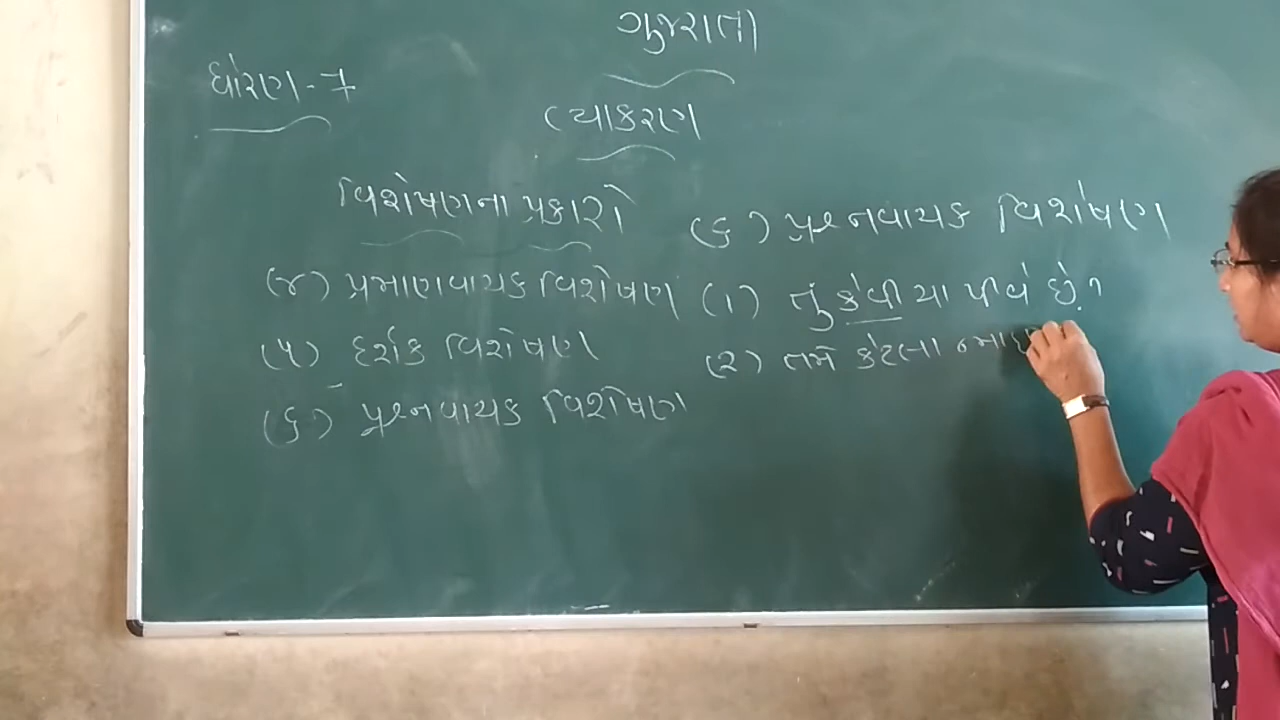 ગુજરાતી
ધોરણ - 7
વ્યાકરણ
વિશેષણના પ્રકારો
(૪) પ્રમાણવાચક વિશેષણ
(૫) દર્શક વિશેષણ
(૬) પ્રશ્નવાચક વિશેષણ
(૬) પ્રશ્નવાચક વિશેષણ
(૧) તું કેવી ચા પીવે છે?
(૨) તમે કેટલા